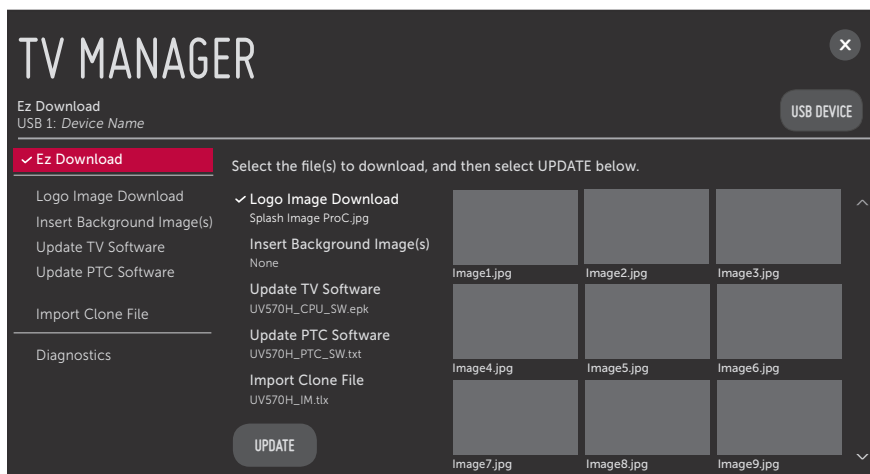 TV MANAGER
X
Ez Download
USB 1: Device Name
USB DEVICE
Ez Download
Logo Image Download
Insert Background Image(s)
Update TV Software
Update PTC Software
Import Clone File
Diagnostics
Select the file(s) to download, and then select UPDATE below.
Logo Image Download
Splash Image ProC.jpg
Insert Background Image(s)
None
Update TV Software
UV570H_CPU_SW.epk
Update PTC Software
UV570H_PTC_SW.txt
Import Clone File
UV570H_IM.tlx
UPDATE
Image1.jpg
Image2.jpg
Image3.jpg
Image4.jpg
Image5.jpg
Image6.jpg
Image7.jpg
Image8.jpg
Image9.jpg